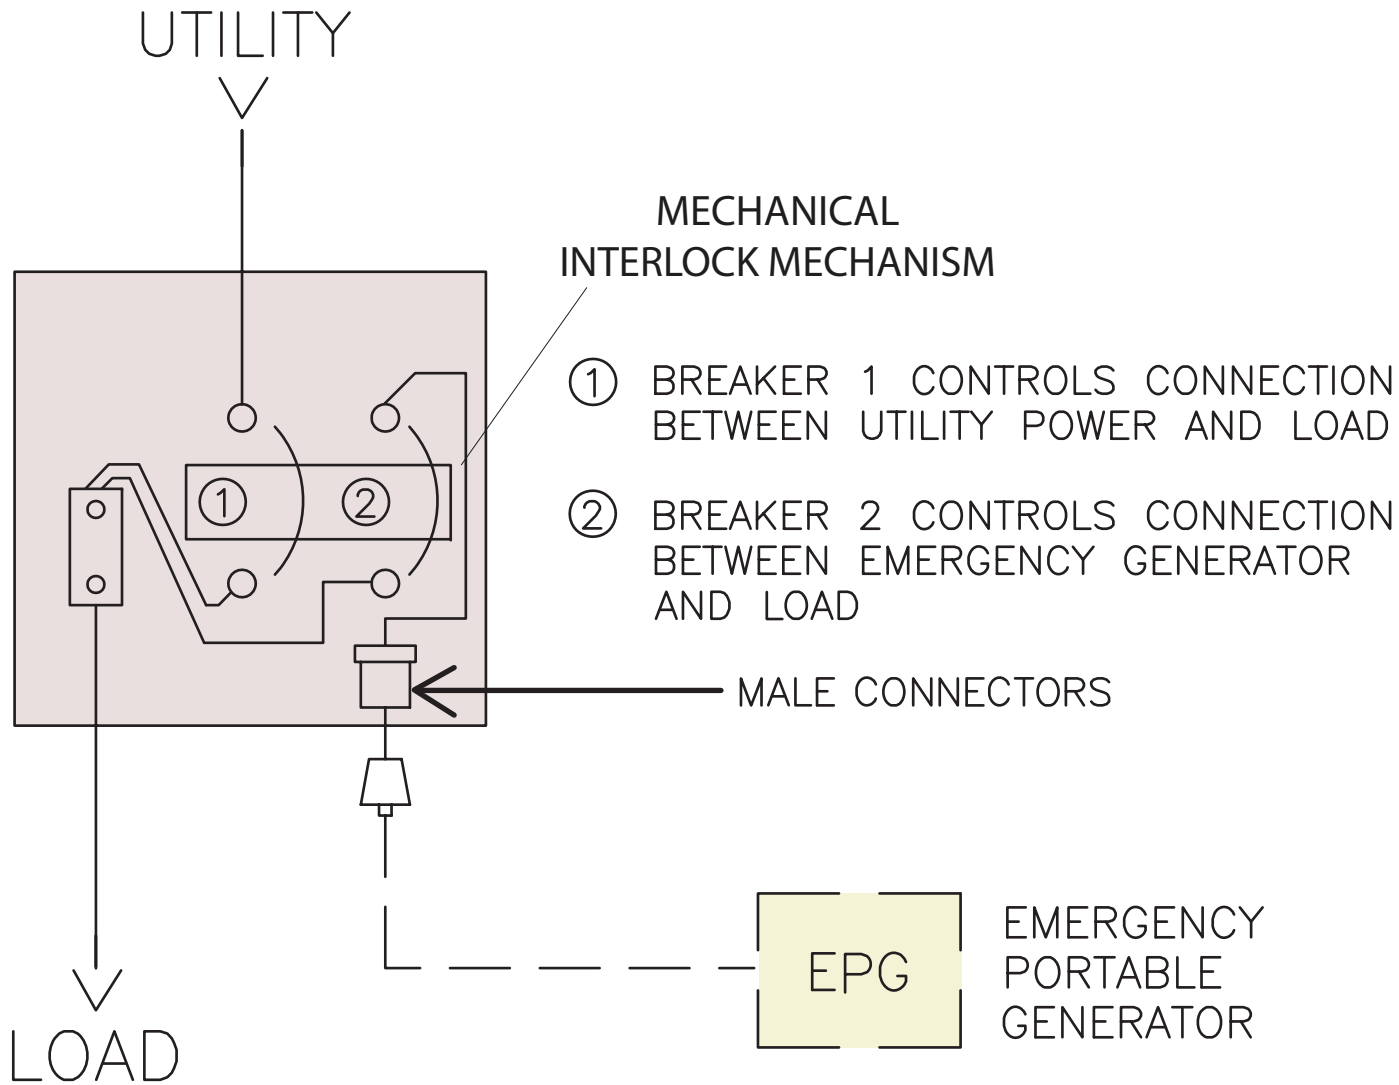 UTILITY
MECHANICAL
INTERLOCK MECHANISM
1 BREAKER 1 CONTROLS CONNECTION
BETWEEN UTILITY POWER AND LOAD
1 2
2 BREAKER 2 CONTROLS CONNECTION
BETWEEN EMERGENCY GENERATOR
AND LOAD
MALE CONNECTORS
EPG
EMERGENCY
PORTABLE
GENERATOR
LOAD